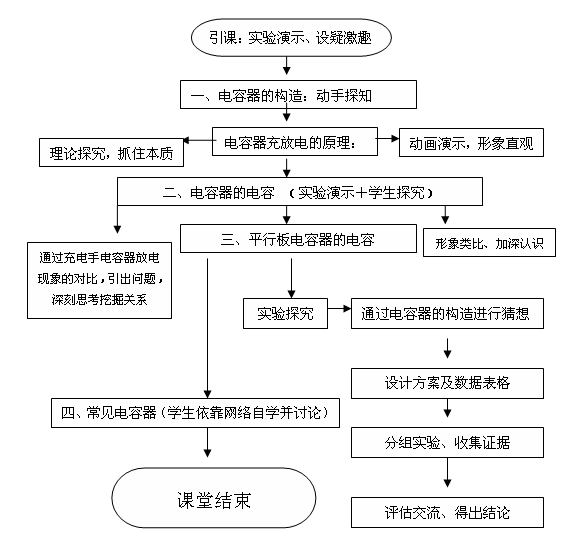 引课：实验演示、设疑激趣
一、电容器的构造：动手探知
理论探究，抓住本质
电容器充放电的原理：
动画演示，形象直观
二、电容器的电容 （实验演示＋学生探究）
通过充电手电容器放电
现象的对比，引出问题，
深刻思考挖掘关系
三、平行板电容器的电容
形象类比、加深认识
实验探究
通过电容器的构造进行猜想
设计方案及数据表格
四、常见电容器（学生依靠网络自学并讨论）
分组实验、收集证据
课堂结束
评估交流、得出结论